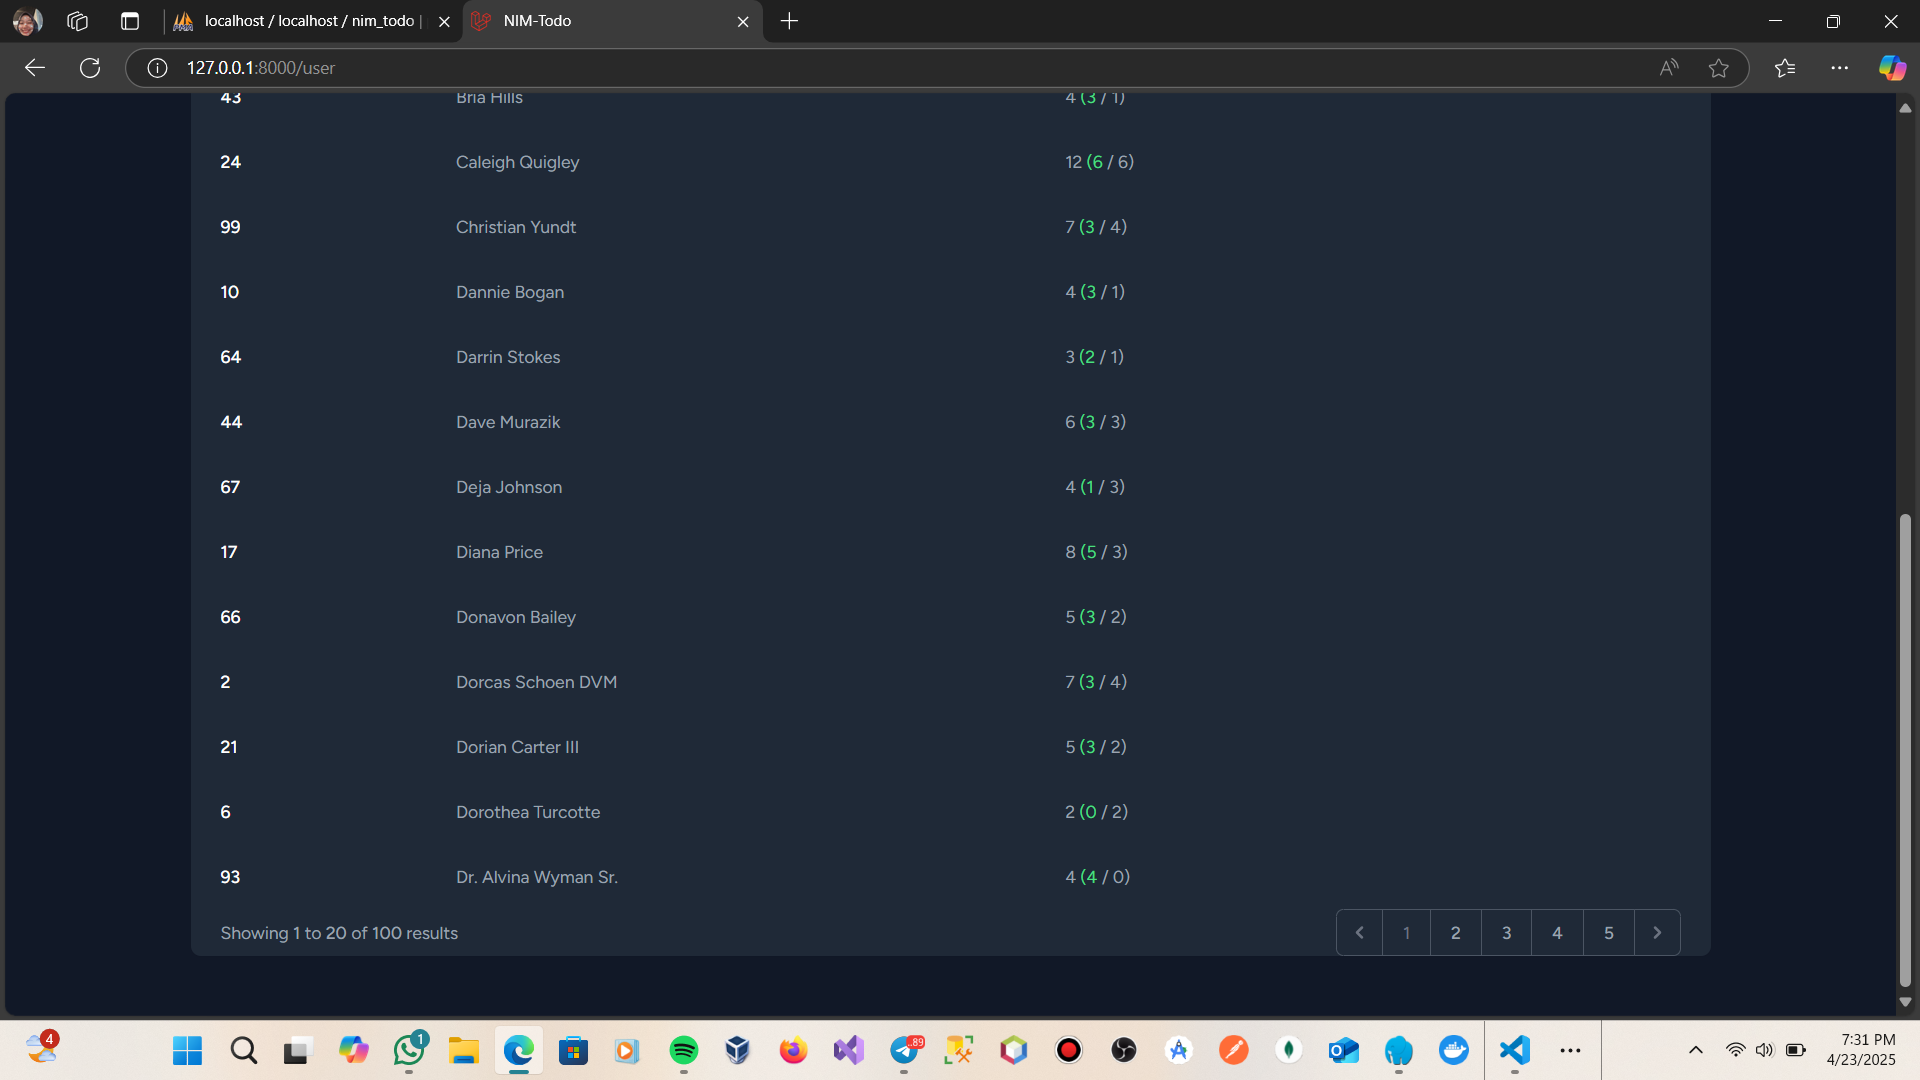 localhost / localhost / nim_todo |
NIM-Todo
127.0.0.1:8000/user
43 Bria Hills 4 (3 / 1)
24 Caleigh Quigley 12 (6 / 6)
99 Christian Yundt 7 (3 / 4)
10 Dannie Bogan 4 (3 / 1)
64 Darrin Stokes 3 (2 / 1)
44 Dave Murazik 6 (3 / 3)
67 Deja Johnson 4 (1 / 3)
17 Diana Price 8 (5 / 3)
66 Donavon Bailey 5 (3 / 2)
2 Dorcas Schoen DVM 7 (3 / 4)
21 Dorian Carter III 5 (3 / 2)
6 Dorothea Turcotte 2 (0 / 2)
93 Dr. Alvina Wyman Sr. 4 (4 / 0)
Showing 1 to 20 of 100 results
1 2 3 4 5
4
1
.89
7:31 PM
4/23/2025